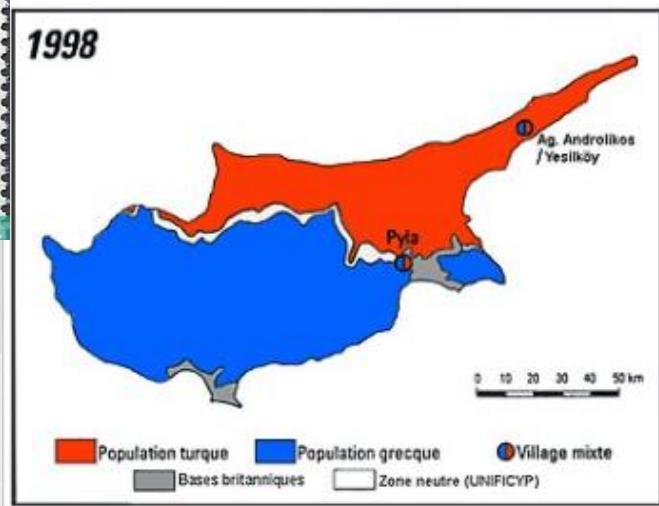 1998
Ag. Androlikos
/ Yesilköy
Pyla
0 10 20 30 40 50 km
Population turque
Population grecque
Village mixte
Bases britanniques
Zone neutre (UNIFICYP)